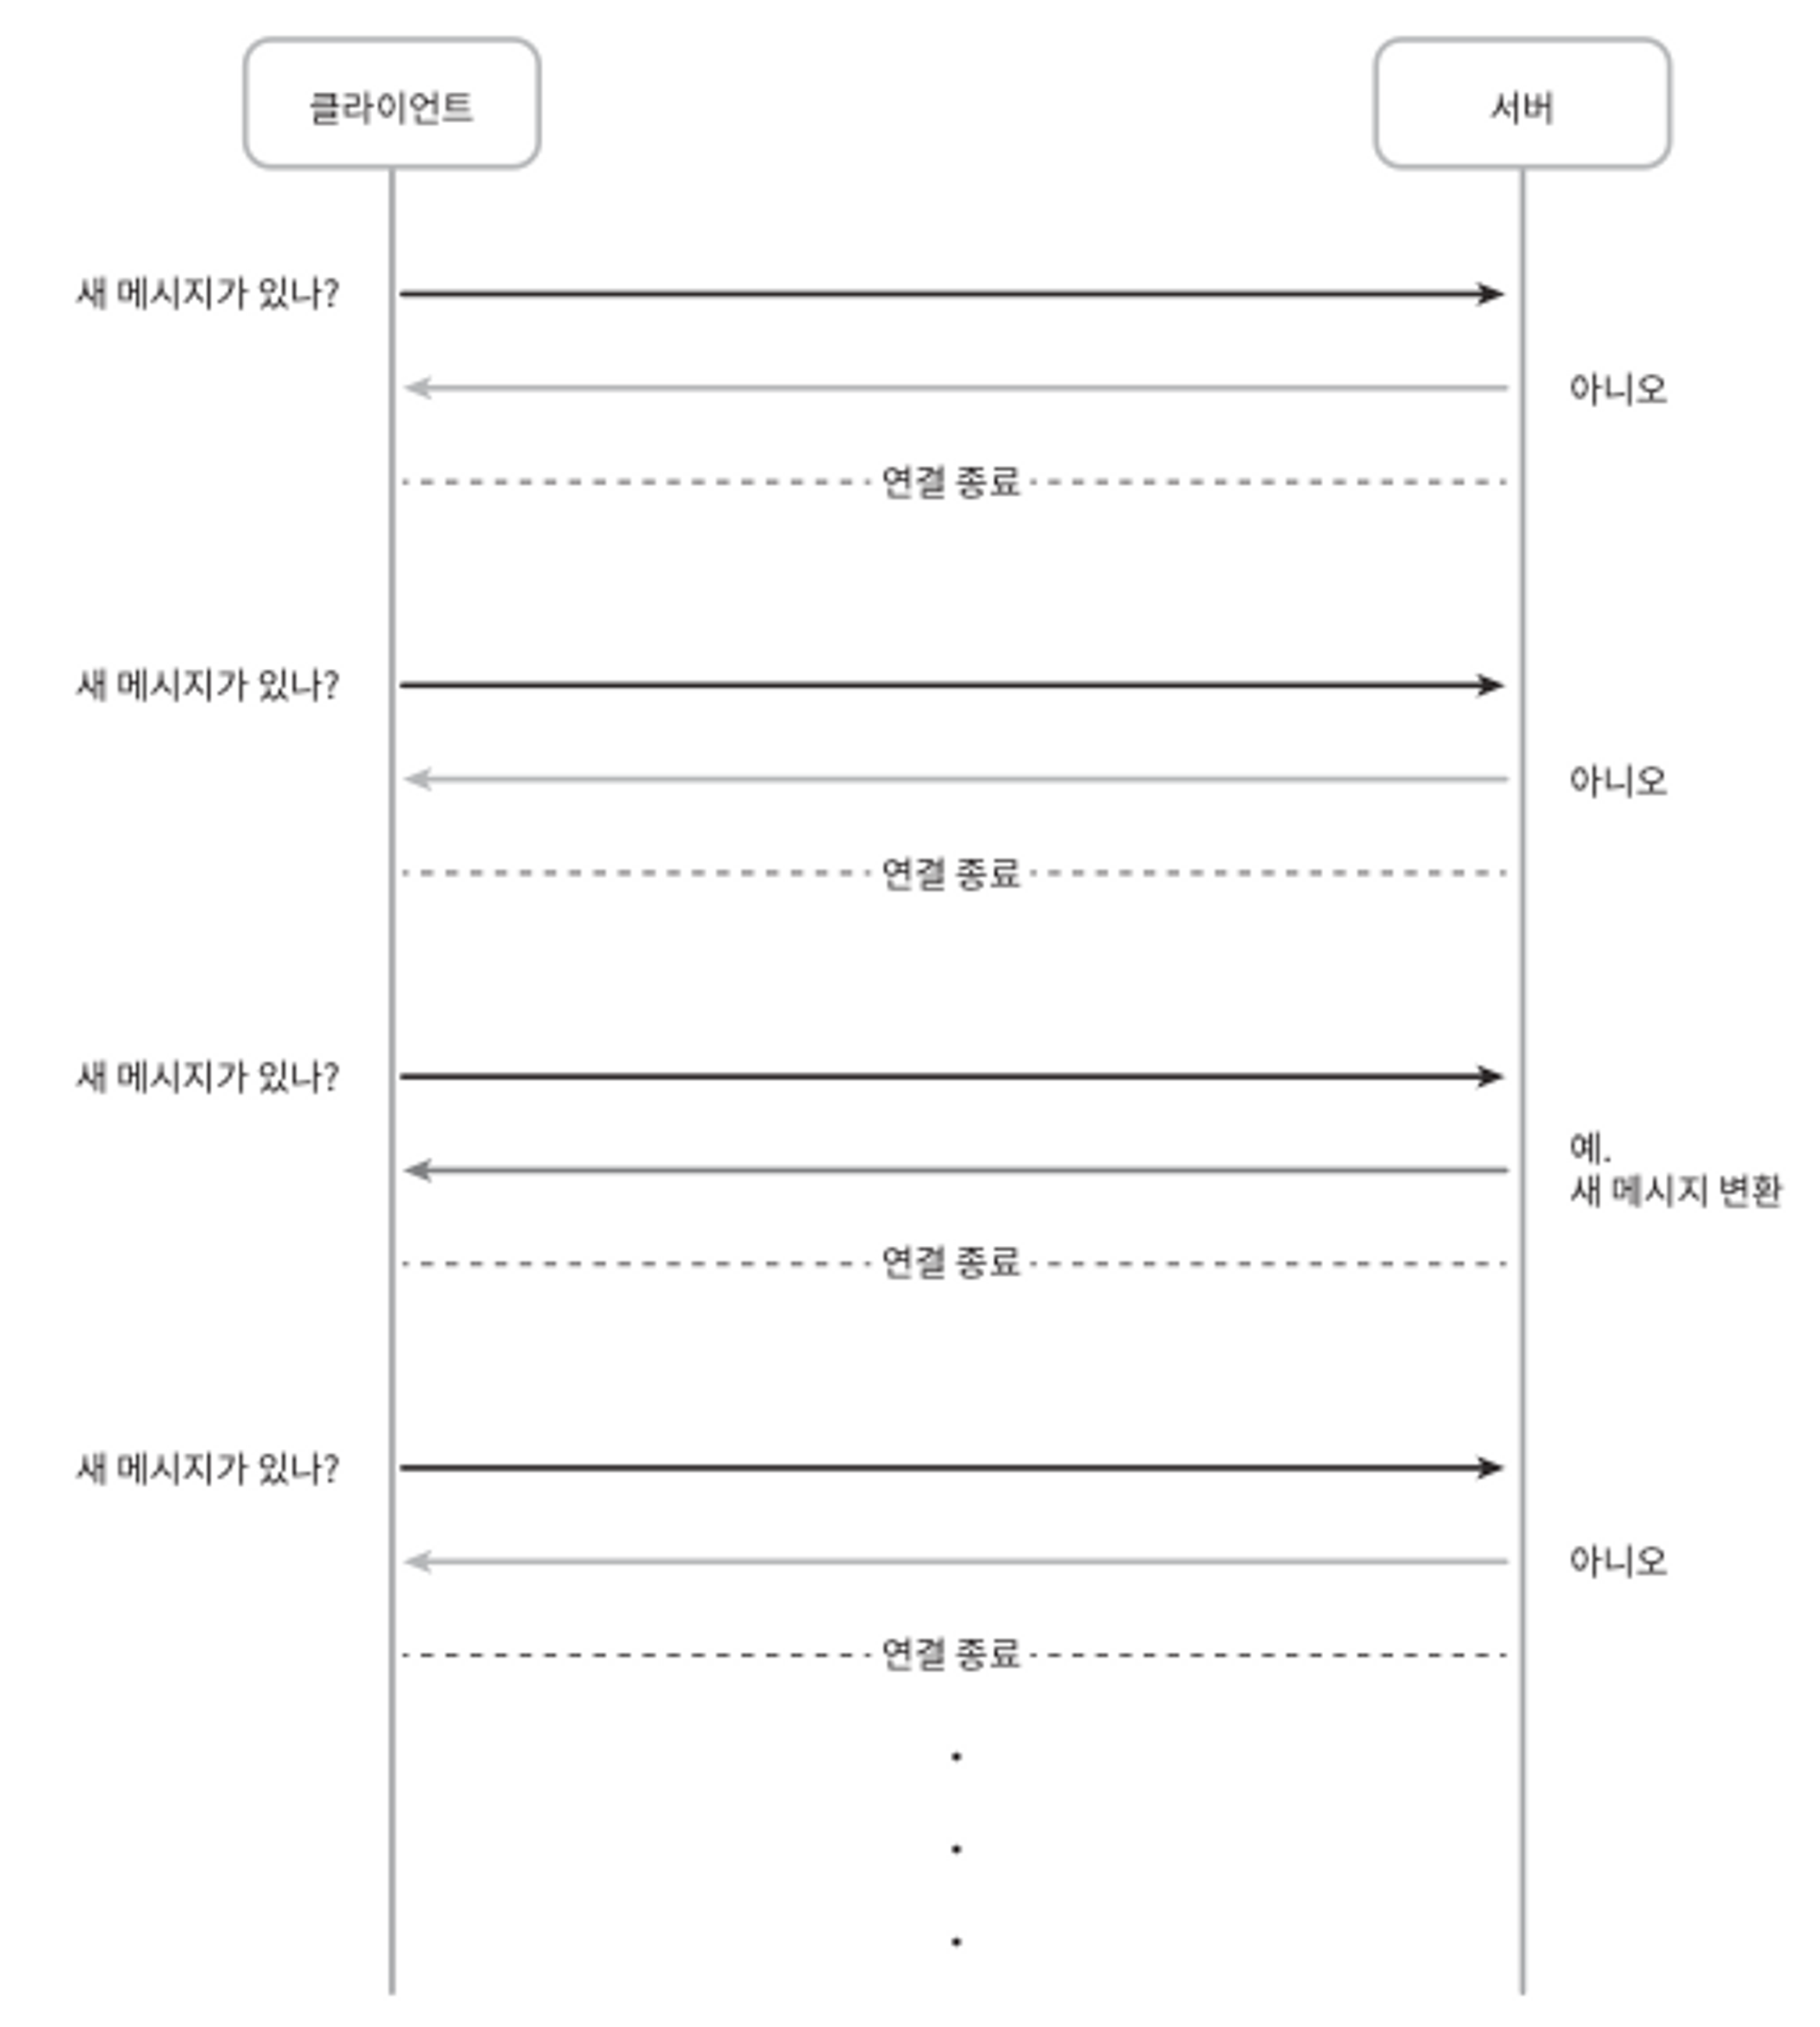 클라이언트
서버
새 메시지가 있나?
아니오
연결 종료
새 메시지가 있나?
아니오
연결 종료
새 메시지가 있나?
예.
새 메시지 변환
연결 종료
새 메시지가 있나?
아니오
연결 종료